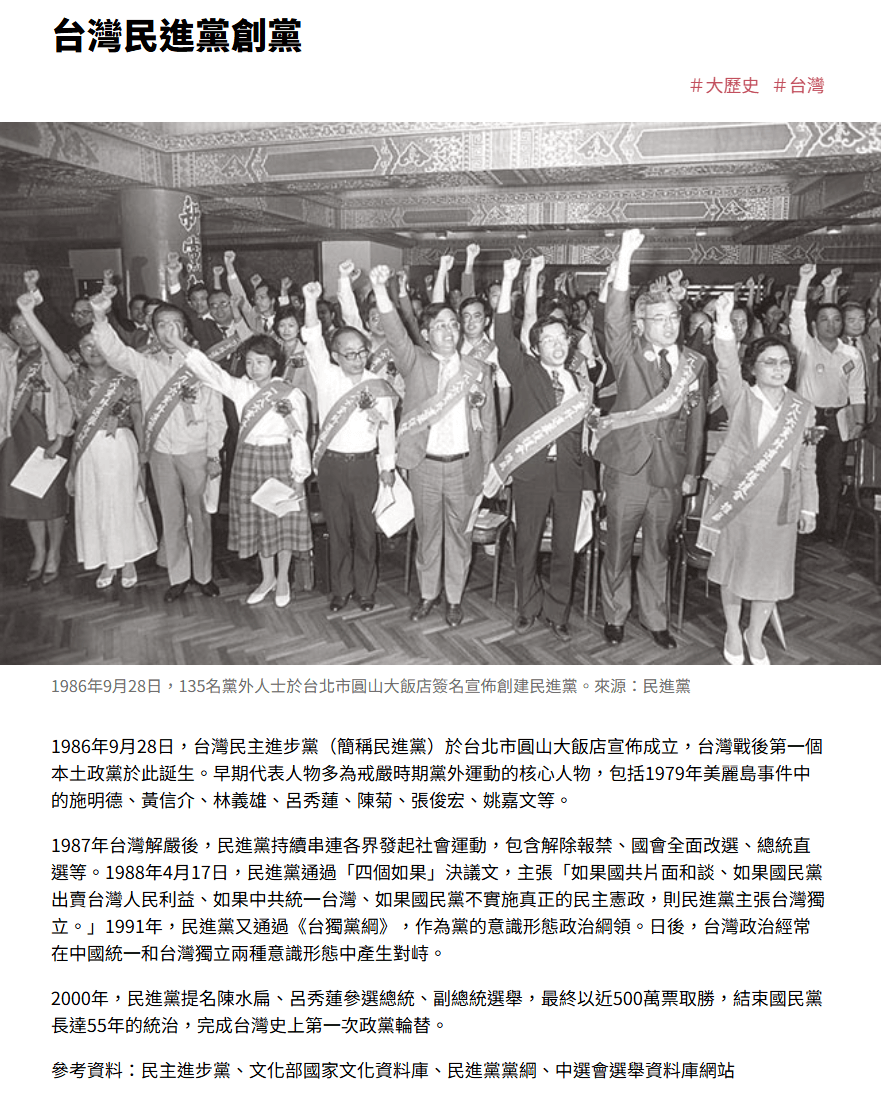 台灣民進黨創黨
＃大歷史 ＃台灣
1986年9月28日，135名黨外人士於台北市圓山大飯店簽名宣佈創建民進黨。來源：民進黨
1986年9月28日，台灣民主進步黨（簡稱民進黨）於台北市圓山大飯店宣佈成立，台灣戰後第一個
本土政黨於此誕生。早期代表人物多為戒嚴時期黨外運動的核心人物，包括1979年美麗島事件中
的施明德、黃信介、林義雄、呂秀蓮、陳菊、張俊宏、姚嘉文等。
1987年台灣解嚴後，民進黨持續串連各界發起社會運動，包含解除報禁、國會全面改選、總統直
選等。1988年4月17日，民進黨通過「四個如果」決議文，主張「如果國共片面和談、如果國民黨
出賣台灣人民利益、如果中共統一台灣、如果國民黨不實施真正的民主憲政，則民進黨主張台灣獨
立。」1991年，民進黨又通過《台獨黨綱》，作為黨的意識形態政治綱領。日後，台灣政治經常
在中國統一和台灣獨立兩種意識形態中產生對峙。
2000年，民進黨提名陳水扁、呂秀蓮參選總統、副總統選舉，最終以近500萬票取勝，結束國民黨
長達55年的統治，完成台灣史上第一次政黨輪替。
參考資料：民主進步黨、文化部國家文化資料庫、民進黨黨綱、中選會選舉資料庫網站